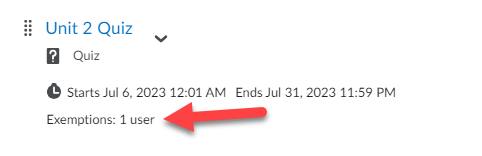 Unit 2 Quiz
Quiz
Starts Jul 6, 2023 12:01 AM Ends Jul 31, 2023 11:59 PM
Exemptions: 1 user